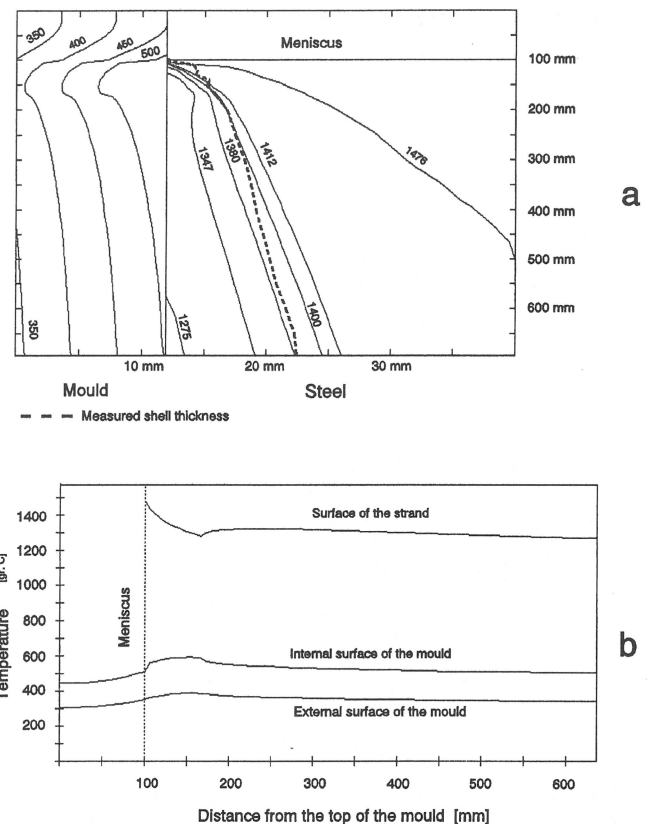 350
400
450
500
Meniscus
100 mm
200 mm
300 mm
400 mm
500 mm
600 mm
1347
1380
1412
1476
a
350
1275
1400
10 mm
20 mm
30 mm
Mould
Steel
Measured shell thickness
1400
1200
1000
800
600
400
200
Temperature
[gr. C]
Meniscus
Surface of the strand
Internal surface of the mould
External surface of the mould
b
100
200
300
400
500
600
Distance from the top of the mould [mm]